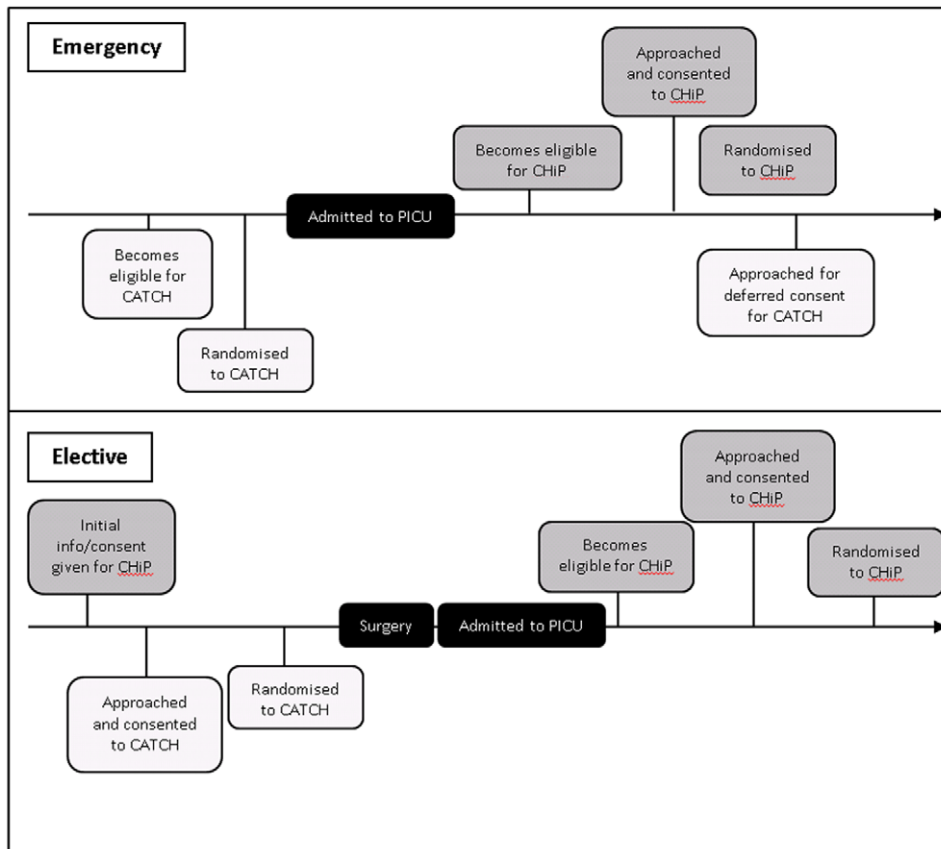 Emergency
Approached
and consented
to CHiP
Becomes eligible
for CHiP
Randomised
to CHiP
Admitted to PICU
Becomes
eligible for
CATCH
Randomised
to CATCH
Approached for
deferred consent
for CATCH
Elective
Initial
info/consent
given for CHiP
Approached
and consented
to CHiP
Becomes
eligible for CHiP
Randomised
to CHiP
Surgery
Admitted to PICU
Approached
and consented
to CATCH
Randomised
to CATCH